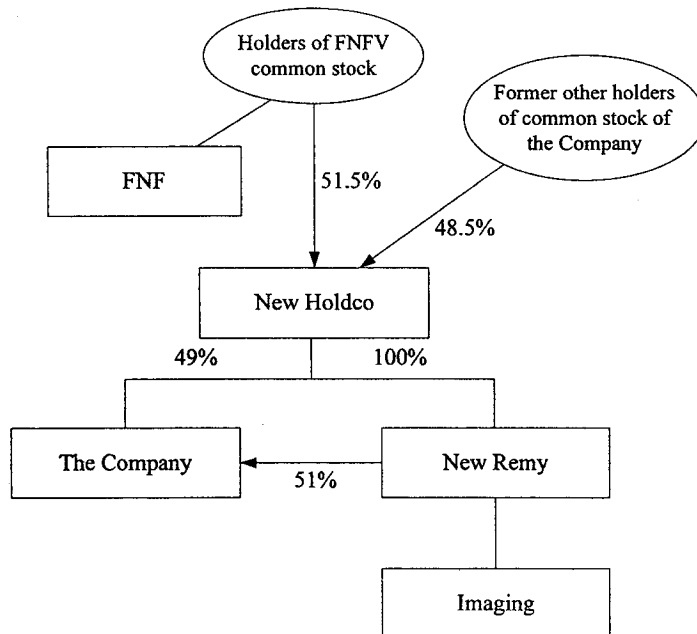 Holders of FNFV
common stock
Former other holders
of common stock of
the Company
FNF
51.5%
48.5%
New Holdco
49%
100%
The Company
New Remy
51%
Imaging